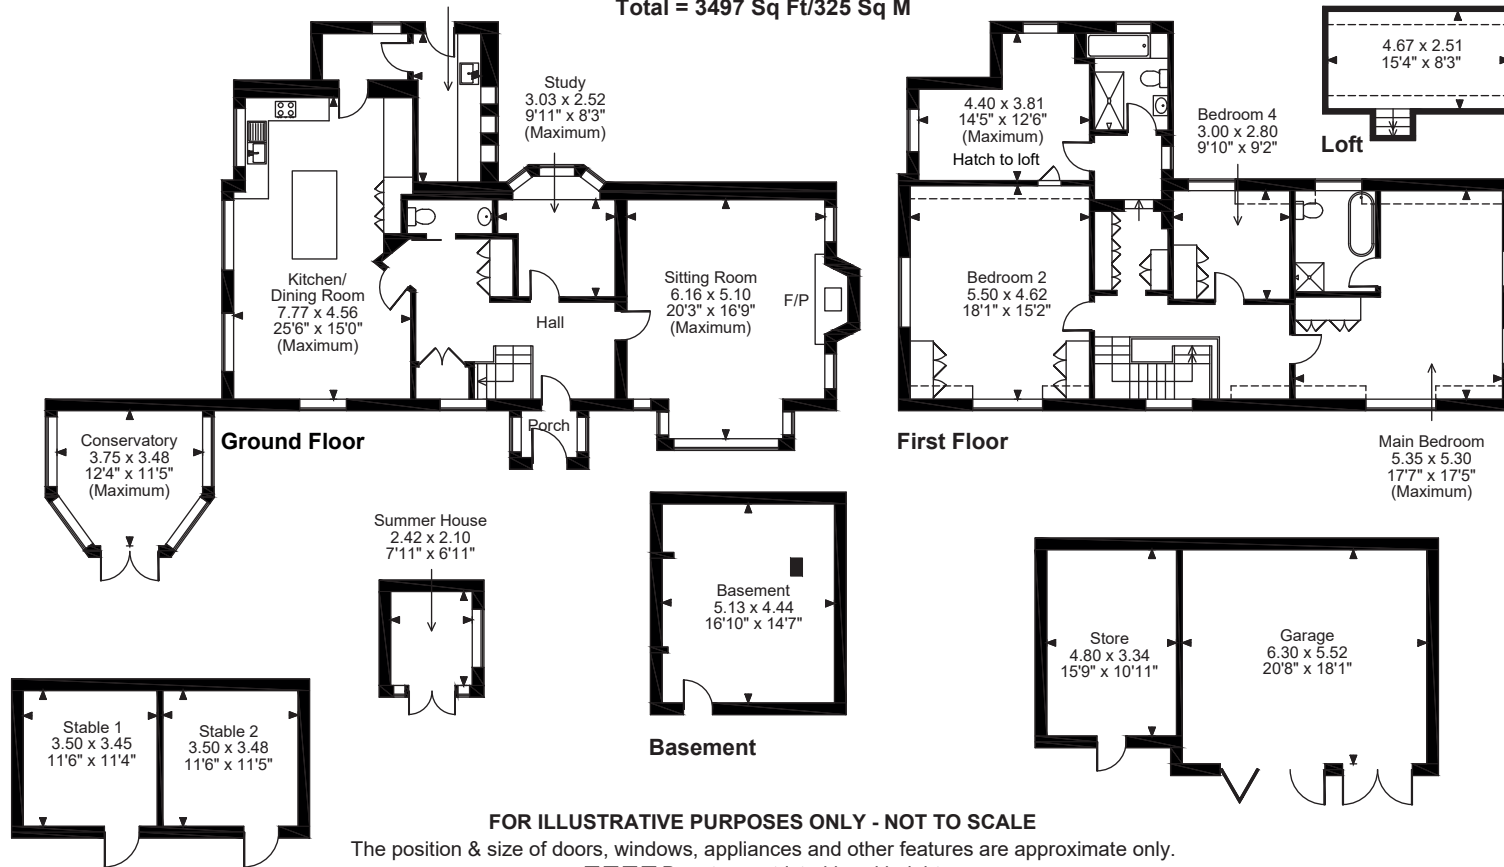 Total = 3497 Sq Ft/325 Sq M
Study
3.03 x 2.52
9'11" x 8'3"
(Maximum)
4.40 x 3.81
14'5" x 12'6"
(Maximum)
Hatch to loft
Bedroom 4
3.00 x 2.80
9'10" x 9'2"
4.67 x 2.51
15'4" x 8'3"
Loft
Kitchen/
Dining Room
7.77 x 4.56
25'6" x 15'0"
(Maximum)
Hall
Sitting Room
6.16 x 5.10
20'3" x 16'9"
(Maximum)
F/P
Bedroom 2
5.50 x 4.62
18'1" x 15'2"
Porch
Conservatory
3.75 x 3.48
12'4" x 11'5"
(Maximum)
Ground Floor
First Floor
Main Bedroom
5.35 x 5.30
17'7" x 17'5"
(Maximum)
Summer House
2.42 x 2.10
7'11" x 6'11"
Basement
5.13 x 4.44
16'10" x 14'7"
Basement
Store
4.80 x 3.34
15'9" x 10'11"
Garage
6.30 x 5.52
20'8" x 18'1"
Stable 1
3.50 x 3.45
11'6" x 11'4"
Stable 2
3.50 x 3.48
11'6" x 11'5"
FOR ILLUSTRATIVE PURPOSES ONLY - NOT TO SCALE
The position & size of doors, windows, appliances and other features are approximate only.